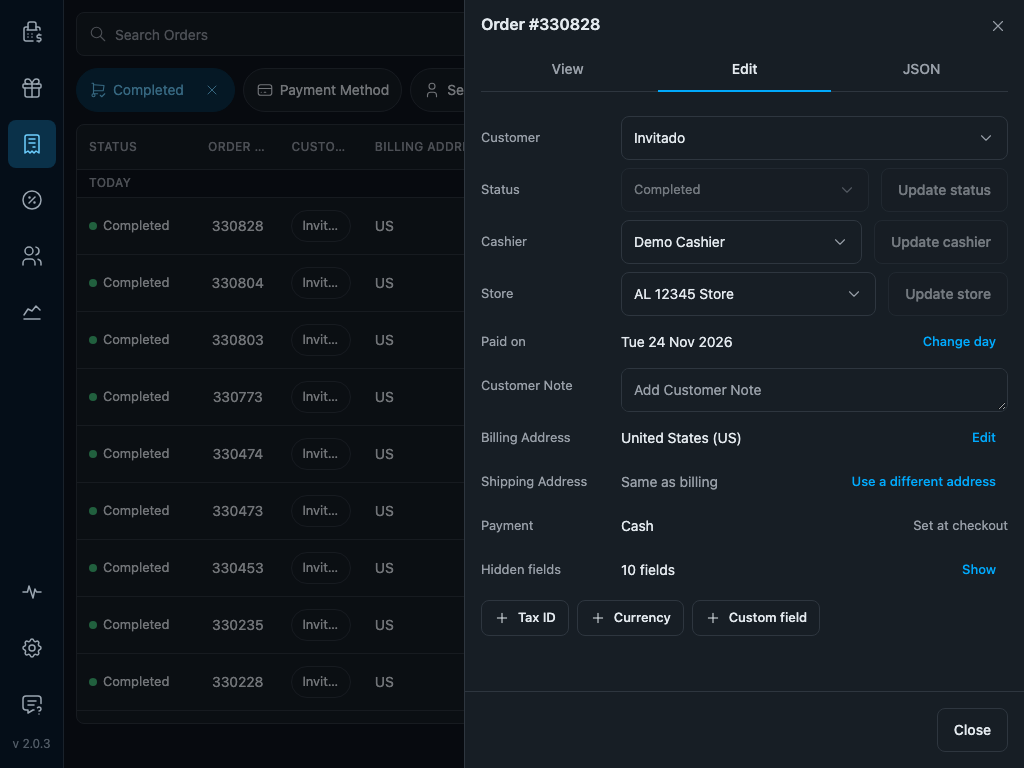 Search Orders
Completed
Payment Method
Se
STATUS ORDER ... CUSTO... BILLING ADDR
TODAY
Completed 330828 Invit... US
Completed 330804 Invit... US
Completed 330803 Invit... US
Completed 330773 Invit... US
Completed 330474 Invit... US
Completed 330473 Invit... US
Completed 330453 Invit... US
Completed 330235 Invit... US
Completed 330228 Invit... US
v 2.0.3
Order #330828
View Edit JSON
Customer Invitado
Status Completed Update status
Cashier Demo Cashier Update cashier
Store AL 12345 Store Update store
Paid on Tue 24 Nov 2026 Change day
Customer Note Add Customer Note
Billing Address United States (US) Edit
Shipping Address Same as billing Use a different address
Payment Cash Set at checkout
Hidden fields 10 fields Show
+ Tax ID + Currency + Custom field
Close